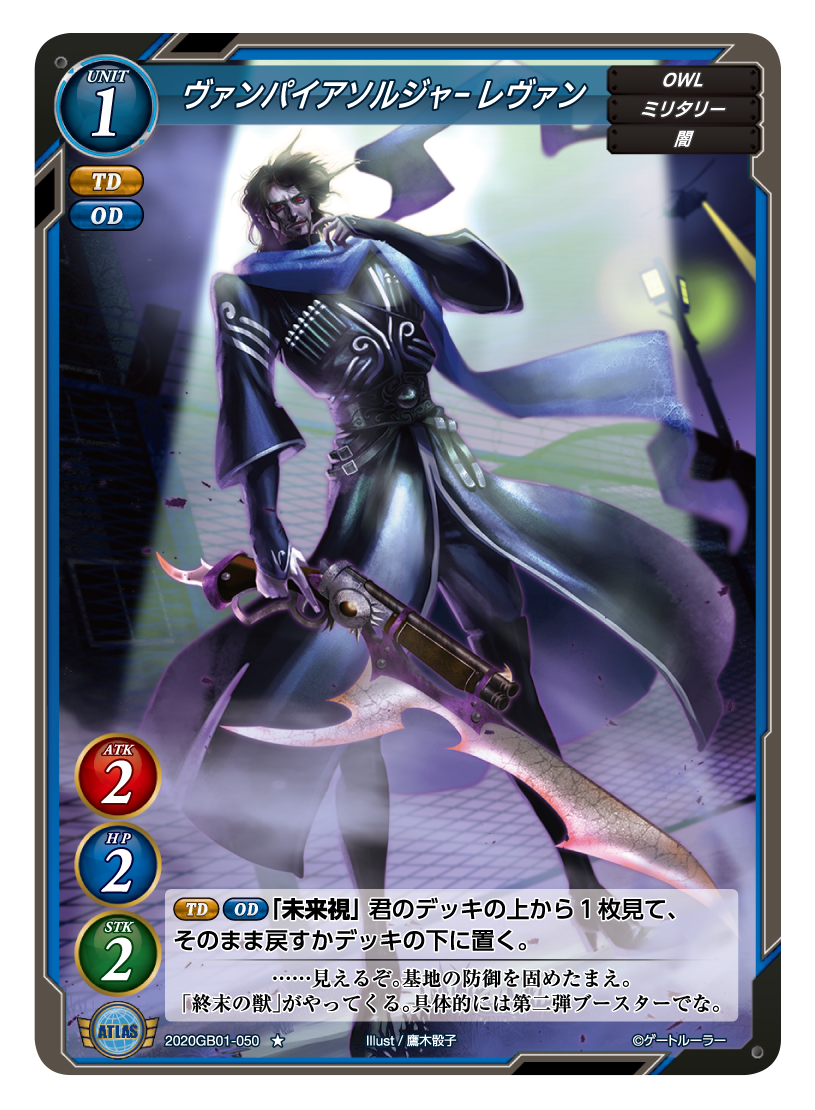 UNIT
1
ヴァンパイアソルジャー レヴァン
OWL
ミリタリー
闇
TD
OD
ATK
2
HP
2
STK
2
TD OD 「未来視」君のデッキの上から1枚見て、
そのまま戻すかデッキの下に置く。
……見えるぞ。基地の防御を固めたまえ。
「終末の獣」がやってくる。具体的には第二弾ブースターでな。
ATLAS
2020GB01-050 ★
Illust / 鷹木骰子
©ゲートルーラー